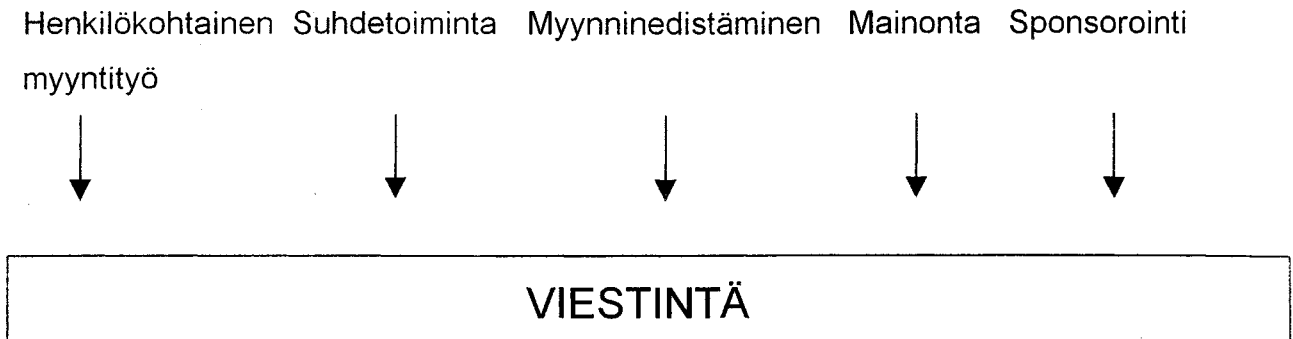 Henkilökohtainen Suhdetoiminta Myynninedistäminen Mainonta Sponsorointi
myyntityö
VIESTINTÄ